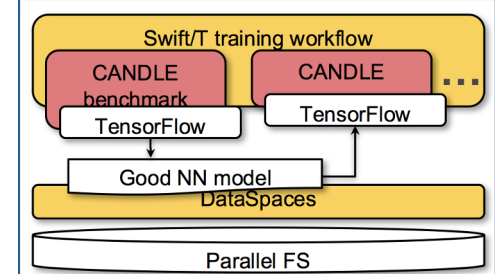 Swift/T training workflow
CANDLE
benchmark
TensorFlow
CANDLE
TensorFlow
...
Good NN model
DataSpaces
Parallel FS